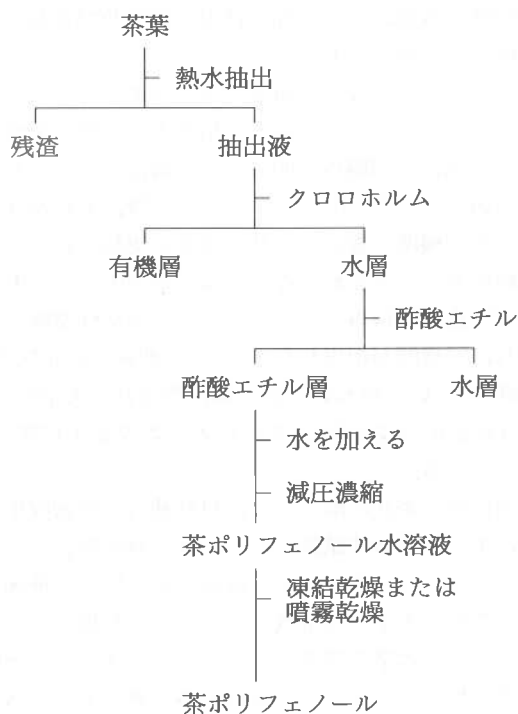 茶葉
熱水抽出
残渣
抽出液
クロロホルム
有機層
水層
酢酸エチル
酢酸エチル層
水層
水を加える
減圧濃縮
茶ポリフェノール水溶液
凍結乾燥または
噴霧乾燥
茶ポリフェノール